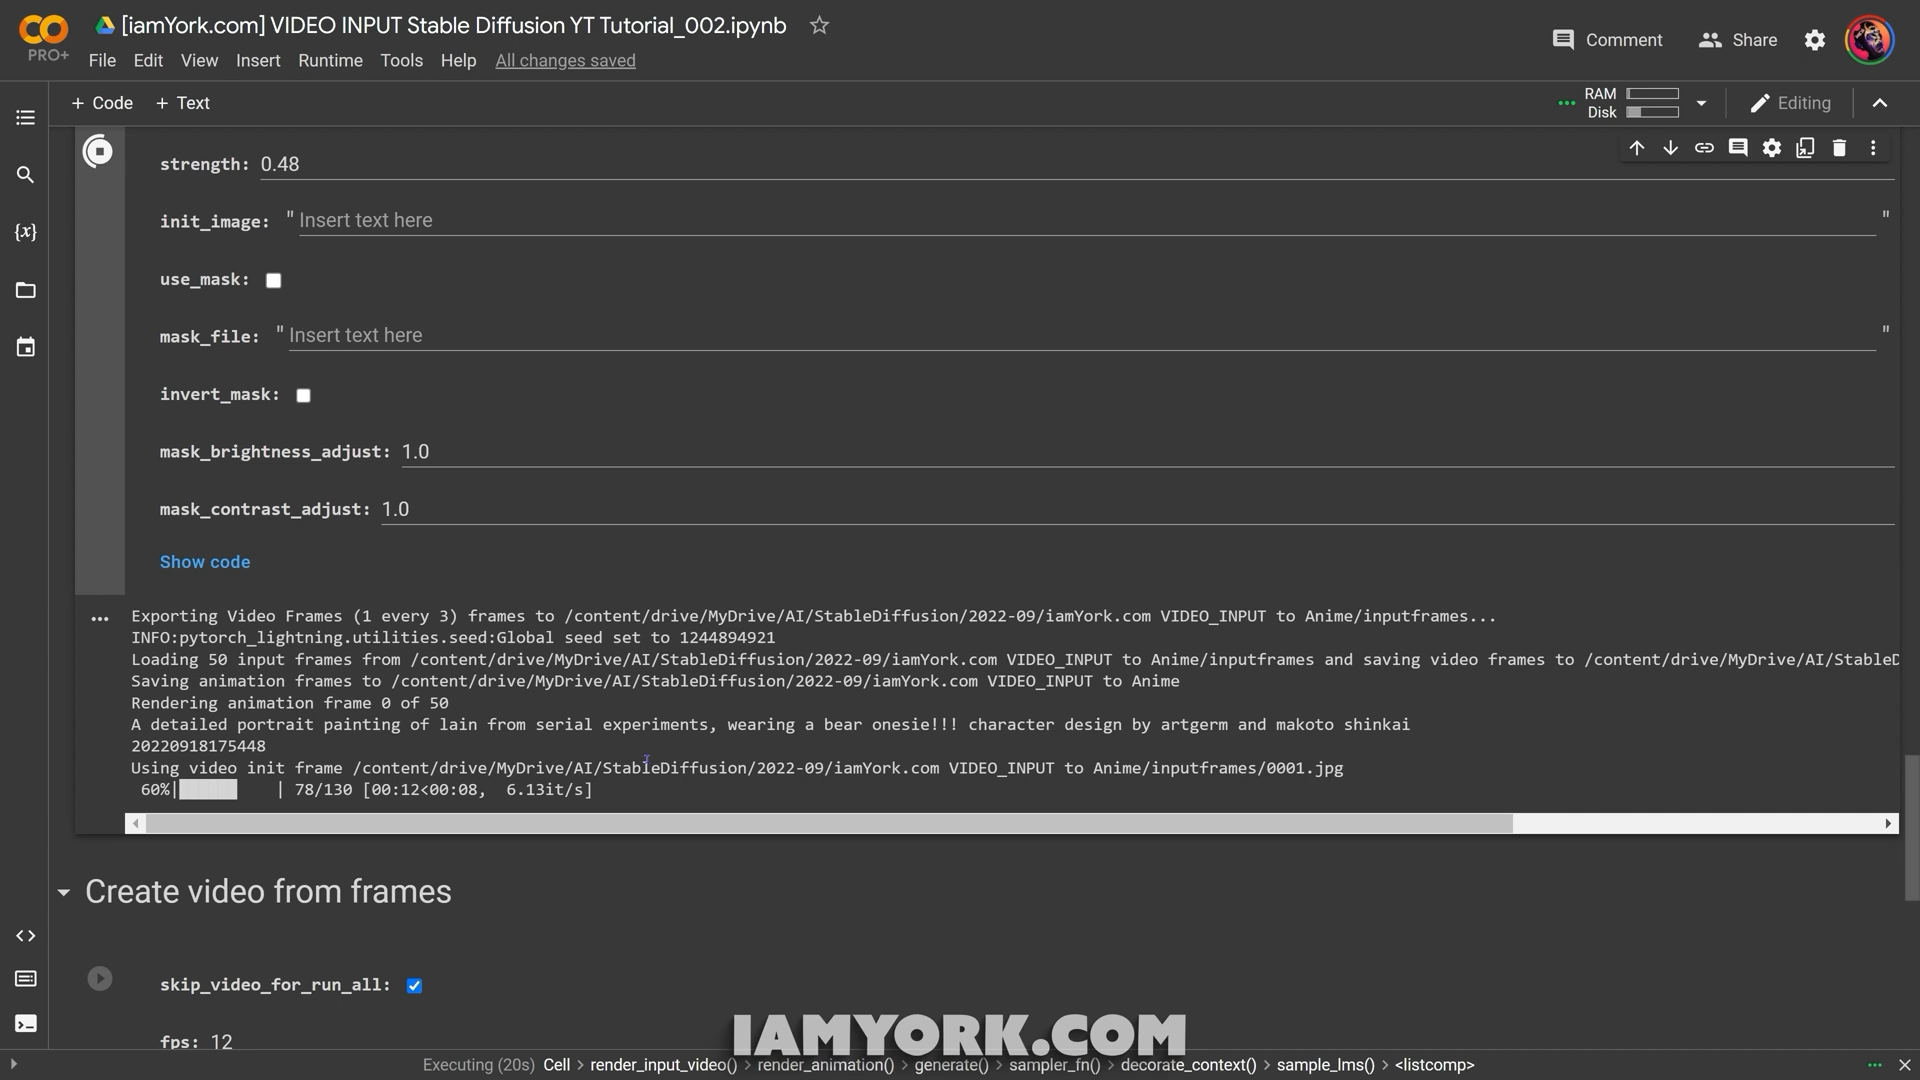 [iamYork.com] VIDEO INPUT Stable Diffusion YT Tutorial_002.ipynb
PRO+
File Edit View Insert Runtime Tools Help All changes saved
Comment
Share
+ Code + Text
RAM
Disk
Editing
strength: 0.48
init_image: " Insert text here "
use_mask:
mask_file: " Insert text here "
invert_mask:
mask_brightness_adjust: 1.0
mask_contrast_adjust: 1.0
Show code
Exporting Video Frames (1 every 3) frames to /content/drive/MyDrive/AI/StableDiffusion/2022-09/iamYork.com VIDEO_INPUT to Anime/inputframes...
INFO:pytorch_lightning.utilities.seed:Global seed set to 1244894921
Loading 50 input frames from /content/drive/MyDrive/AI/StableDiffusion/2022-09/iamYork.com VIDEO_INPUT to Anime/inputframes and saving video frames to /content/drive/MyDrive/AI/StableD
Saving animation frames to /content/drive/MyDrive/AI/StableDiffusion/2022-09/iamYork.com VIDEO_INPUT to Anime
Rendering animation frame 0 of 50
A detailed portrait painting of lain from serial experiments, wearing a bear onesie!!! character design by artgerm and makoto shinkai
20220918175448
Using video init frame /content/drive/MyDrive/AI/StableDiffusion/2022-09/iamYork.com VIDEO_INPUT to Anime/inputframes/0001.jpg
60%| | 78/130 [00:12<00:08, 6.13it/s]
Create video from frames
skip_video_for_run_all:
fps: 12
IAMYORK.COM
Executing (20s) Cell > render_input_video() > render_animation() > generate() > sampler_fn() > decorate_context() > sample_lms() > <listcomp>